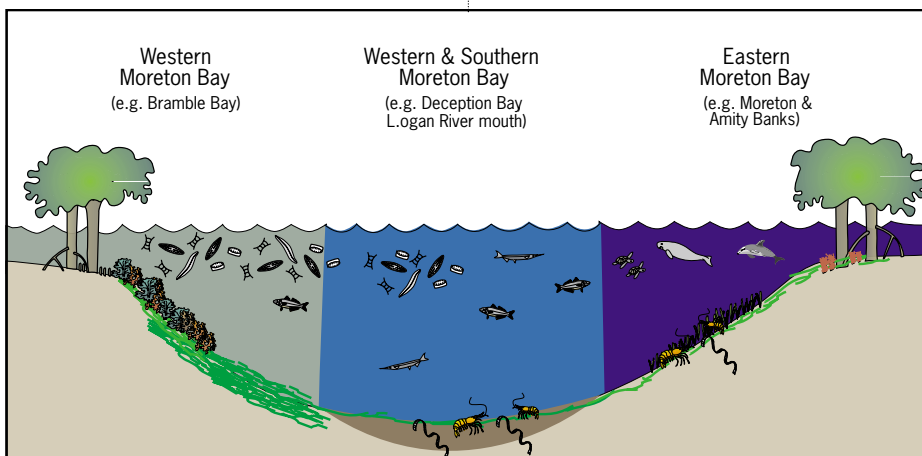 Western
Moreton Bay
(e.g. Bramble Bay)
Western & Southern
Moreton Bay
(e.g. Deception Bay
L.ogan River mouth)
Eastern
Moreton Bay
(e.g. Moreton &
Amity Banks)